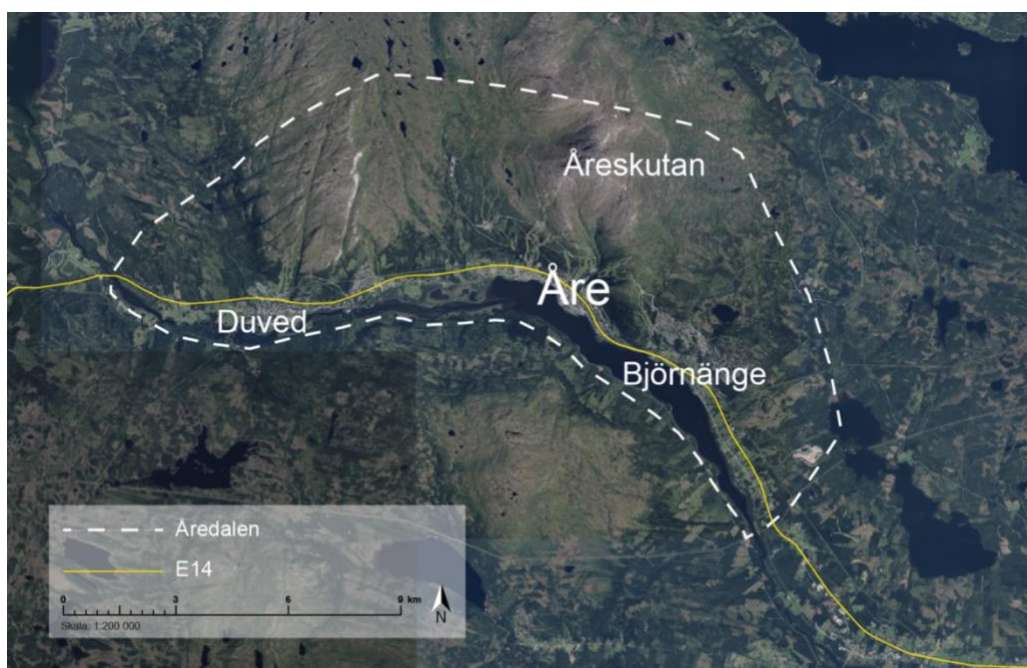 Åreskutan
Åre
Duved
Björnänge
Åredalen
E14
0 3 6 9 km
Skala: 1:200 000
N